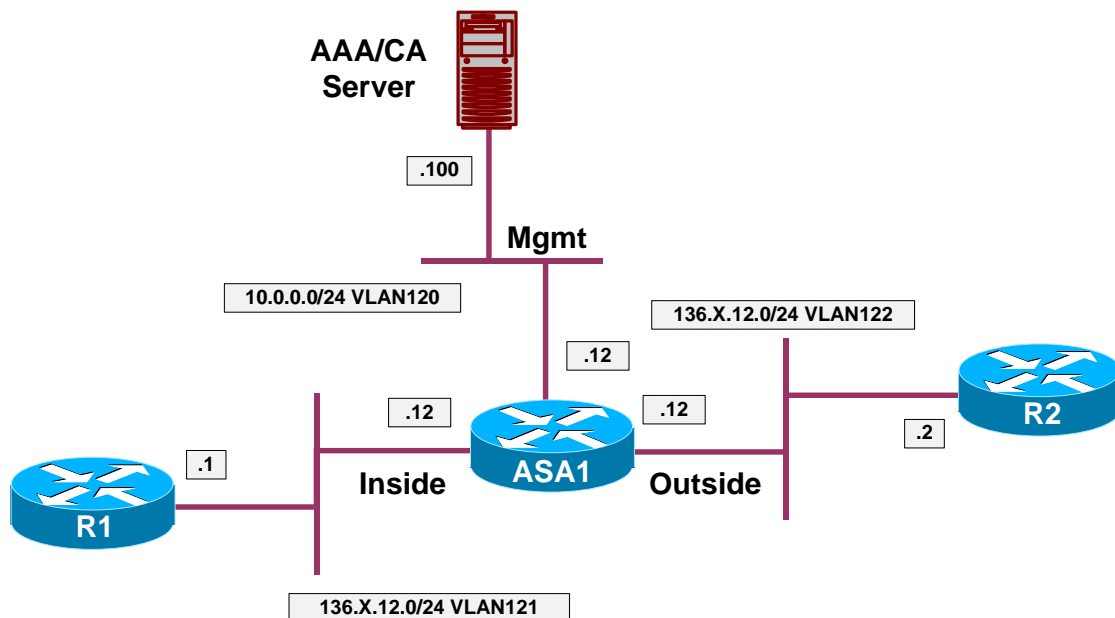 AAA/CA
Server
.100
Mgmt
10.0.0.0/24 VLAN120
136.X.12.0/24 VLAN122
.12
.12
.12
.1
.2
R2
Inside
ASA1
Outside
R1
136.X.12.0/24 VLAN121